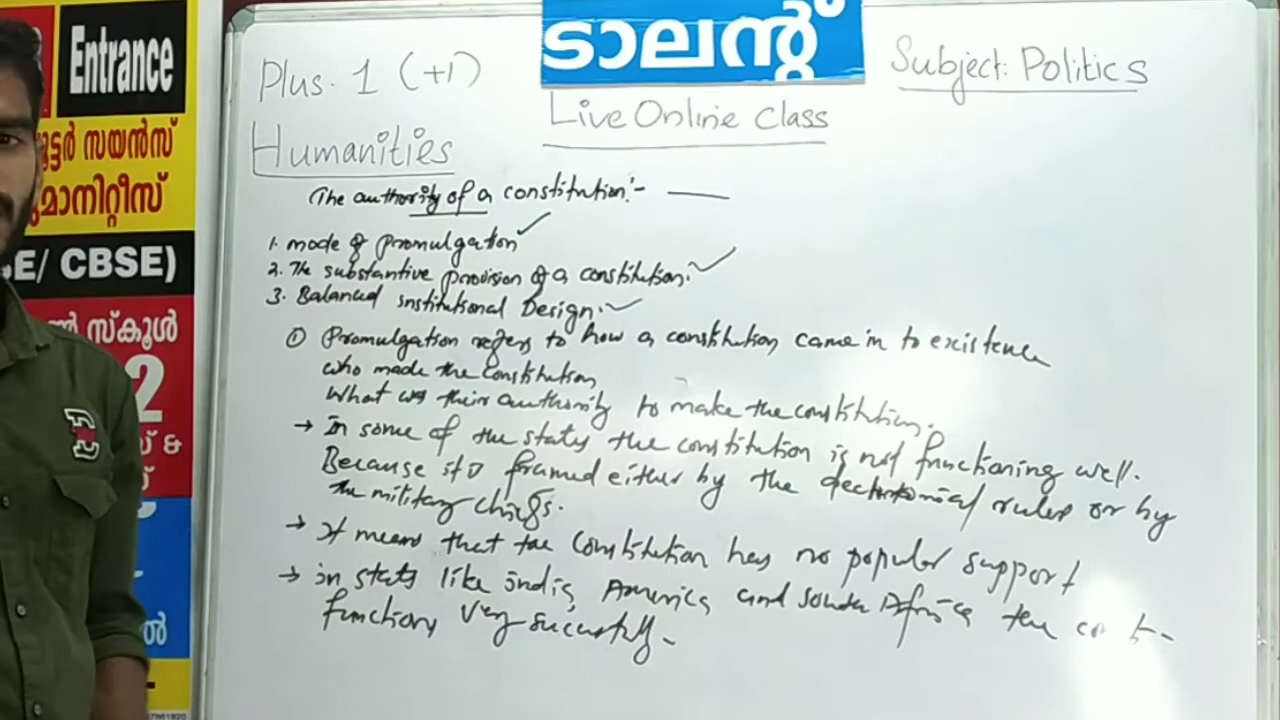 Entrance
ട്ടർ സയൻസ്
മാനിറ്റീസ്
E/ CBSE)
ൺ സ്കൂൾ
2
സ് &
ൽ
ടാലന്റ്
Plus. 1 (+1)
Subject: Politics
Live Online Class
Humanities
The authority of a constitution:-
1. mode of promulgation
2. The substantive provision of a constitution.
3. Balanced institutional Design.
① Promulgation refers to how a constitution came in to existence
who made the constitution
What was their authority to make the constitution.
→ In some of the states the constitution is not functioning well.
Because it is framed either by the rules or by
the military chiefs.
→ It means that the constitution has no popular support
→ in states like india, America and South Africa the
functions very successfully.